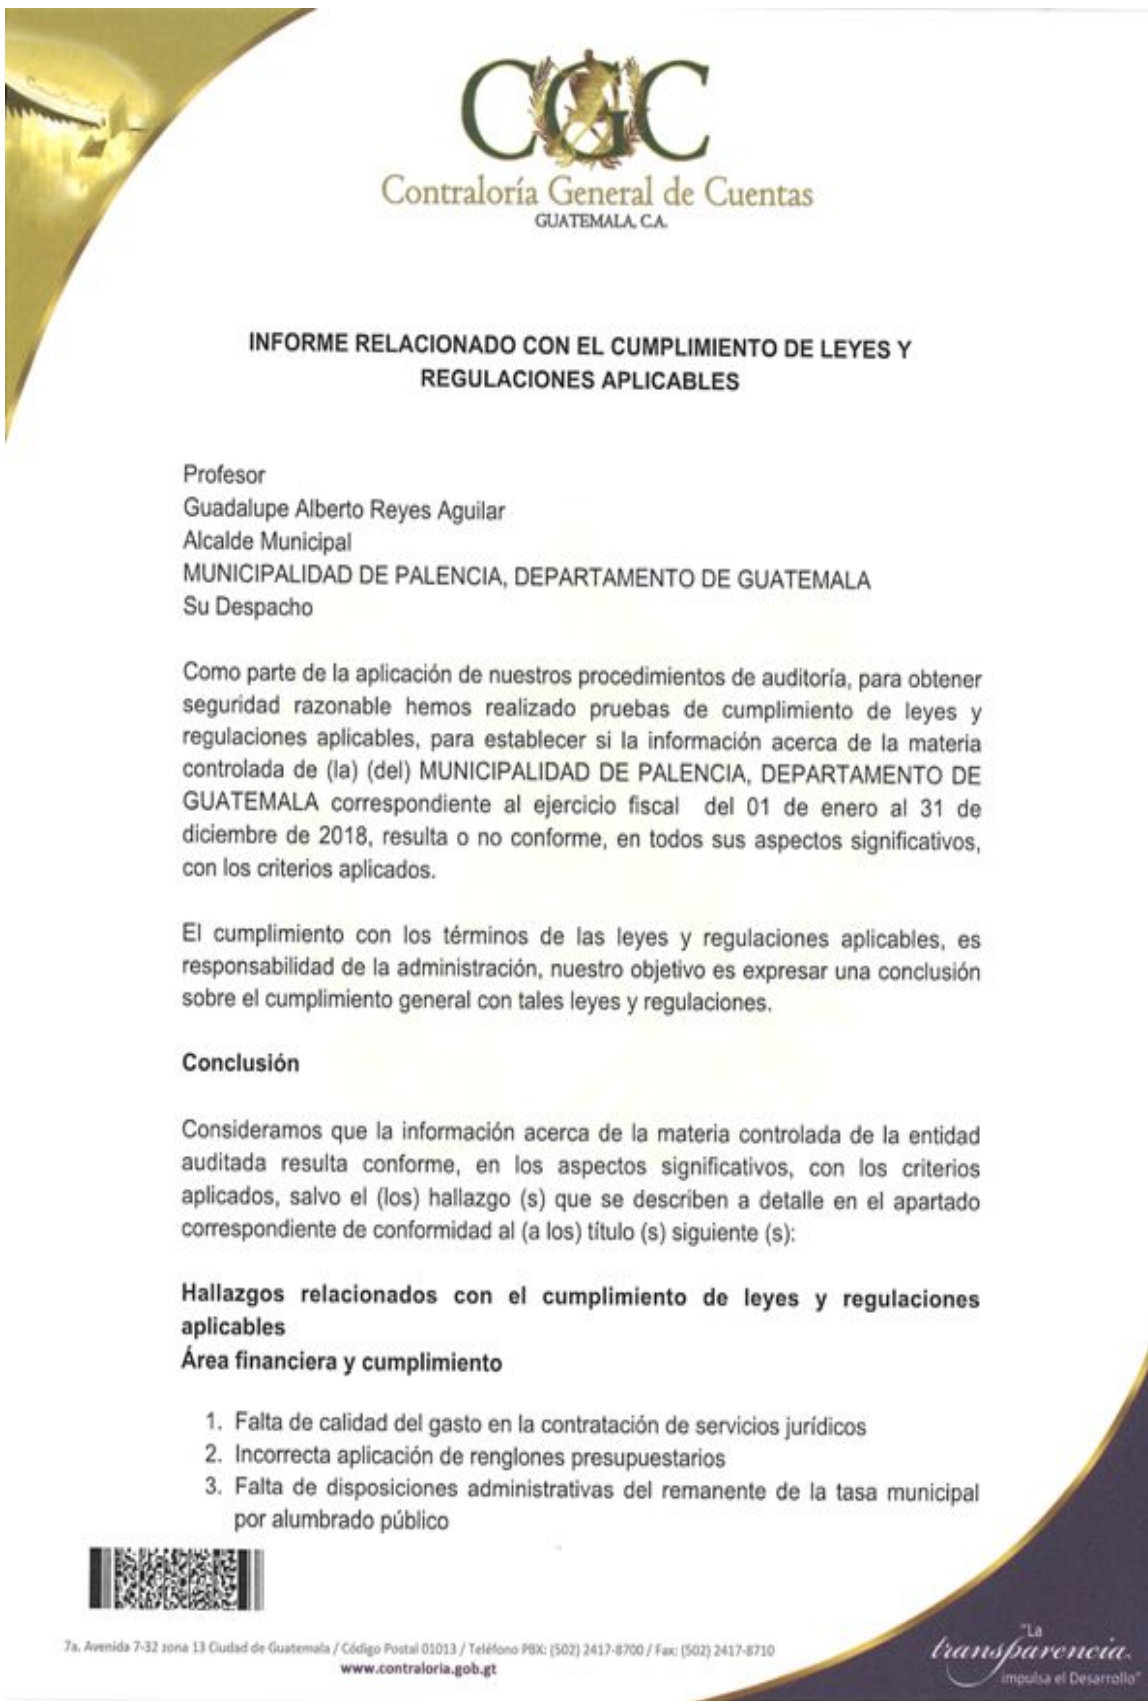 CGC
Contraloría General de Cuentas
GUATEMALA, C.A.
INFORME RELACIONADO CON EL CUMPLIMIENTO DE LEYES Y
REGULACIONES APLICABLES
Profesor
Guadalupe Alberto Reyes Aguilar
Alcalde Municipal
MUNICIPALIDAD DE PALENCIA, DEPARTAMENTO DE GUATEMALA
Su Despacho
Como parte de la aplicación de nuestros procedimientos de auditoría, para obtener
seguridad razonable hemos realizado pruebas de cumplimiento de leyes y
regulaciones aplicables, para establecer si la información acerca de la materia
controlada de (la) (del) MUNICIPALIDAD DE PALENCIA, DEPARTAMENTO DE
GUATEMALA correspondiente al ejercicio fiscal del 01 de enero al 31 de
diciembre de 2018, resulta o no conforme, en todos sus aspectos significativos,
con los criterios aplicados.
El cumplimiento con los términos de las leyes y regulaciones aplicables, es
responsabilidad de la administración, nuestro objetivo es expresar una conclusión
sobre el cumplimiento general con tales leyes y regulaciones.
Conclusión
Consideramos que la información acerca de la materia controlada de la entidad
auditada resulta conforme, en los aspectos significativos, con los criterios
aplicados, salvo el (los) hallazgo (s) que se describen a detalle en el apartado
correspondiente de conformidad al (a los) título (s) siguiente (s):
Hallazgos relacionados con el cumplimiento de leyes y regulaciones
aplicables
Área financiera y cumplimiento
1. Falta de calidad del gasto en la contratación de servicios jurídicos
2. Incorrecta aplicación de renglones presupuestarios
3. Falta de disposiciones administrativas del remanente de la tasa municipal
por alumbrado público
7a. Avenida 7-32 zona 13 Ciudad de Guatemala / Código Postal 01013 / Teléfono PBX: (502) 2417-8700 / Fax: (502) 2417-8710
www.contraloria.gob.gt
"La
transparencia
impulsa el Desarrollo"